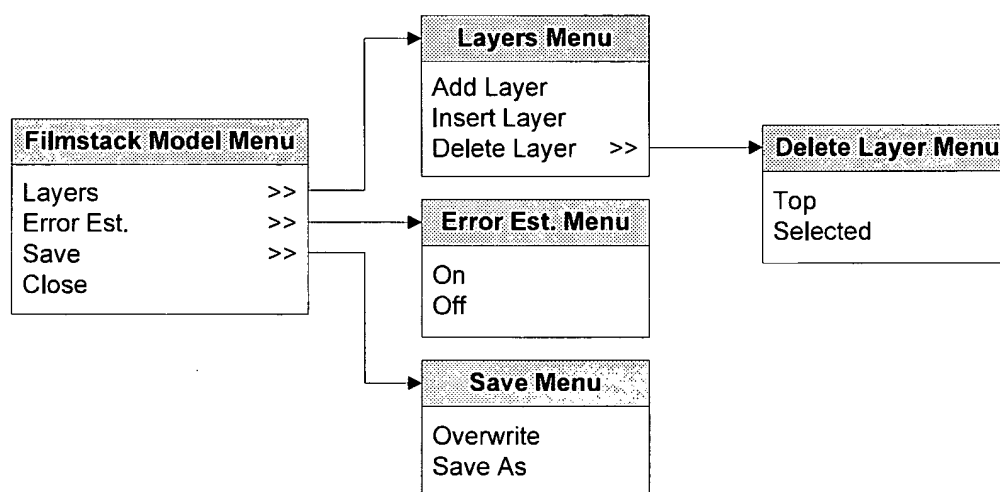 Filmstack Model Menu
Layers >>
Error Est. >>
Save >>
Close
Layers Menu
Add Layer
Insert Layer
Delete Layer >>
Delete Layer Menu
Top
Selected
Error Est. Menu
On
Off
Save Menu
Overwrite
Save As